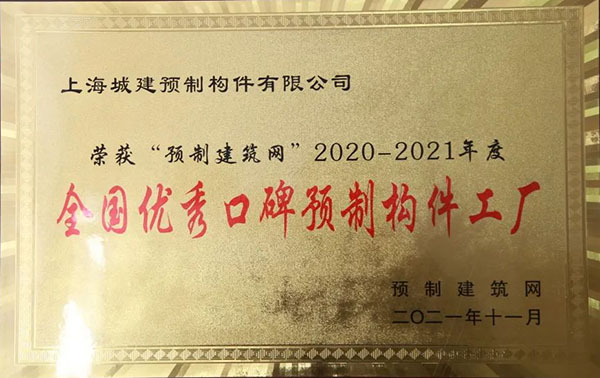 上海城建预制构件有限公司
荣获“预制建筑网”2020-2021年度
全国优秀口碑预制构件工厂
预制建筑网
二〇二一年十一月